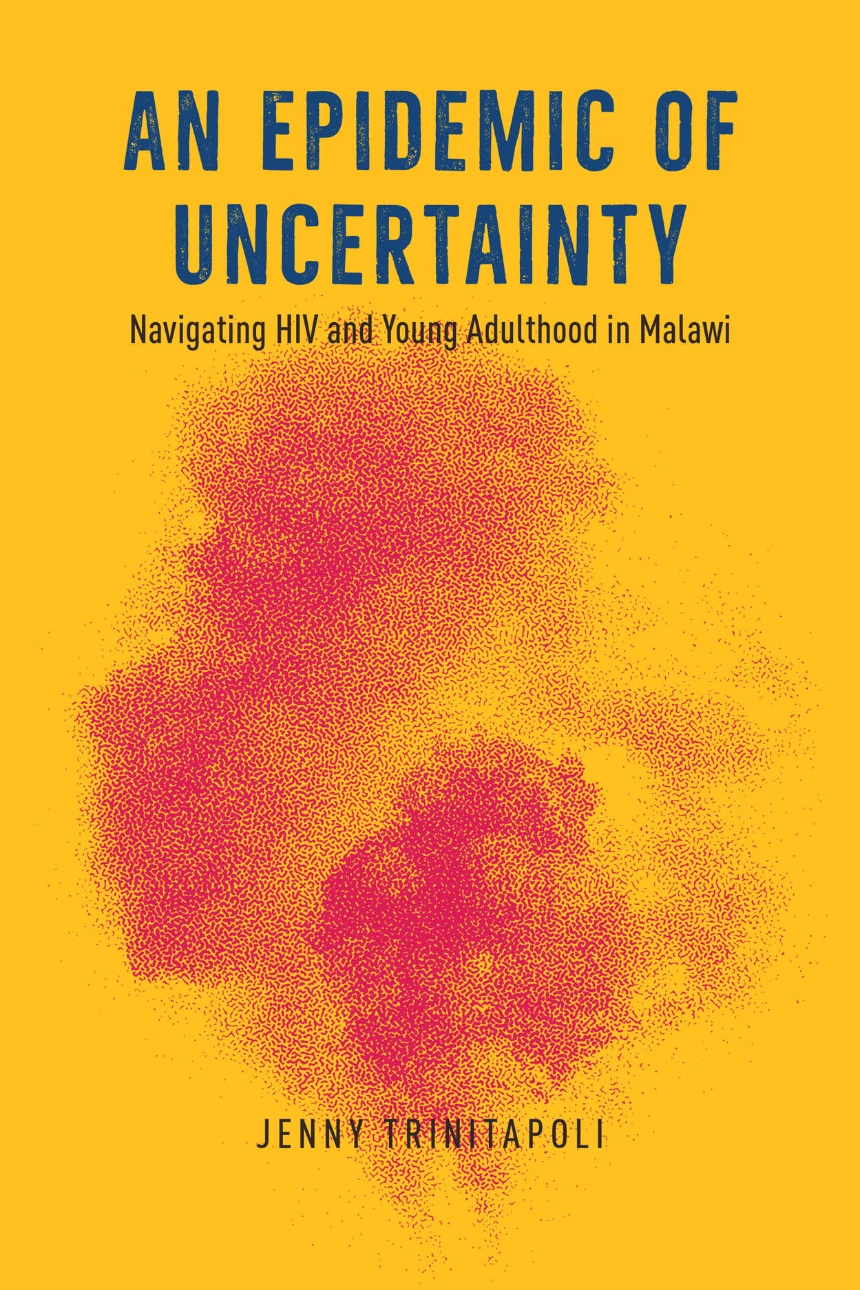 AN EPIDEMIC OF
UNCERTAINTY
Navigating HIV and Young Adulthood in Malawi
JENNY TRINITAPOLI